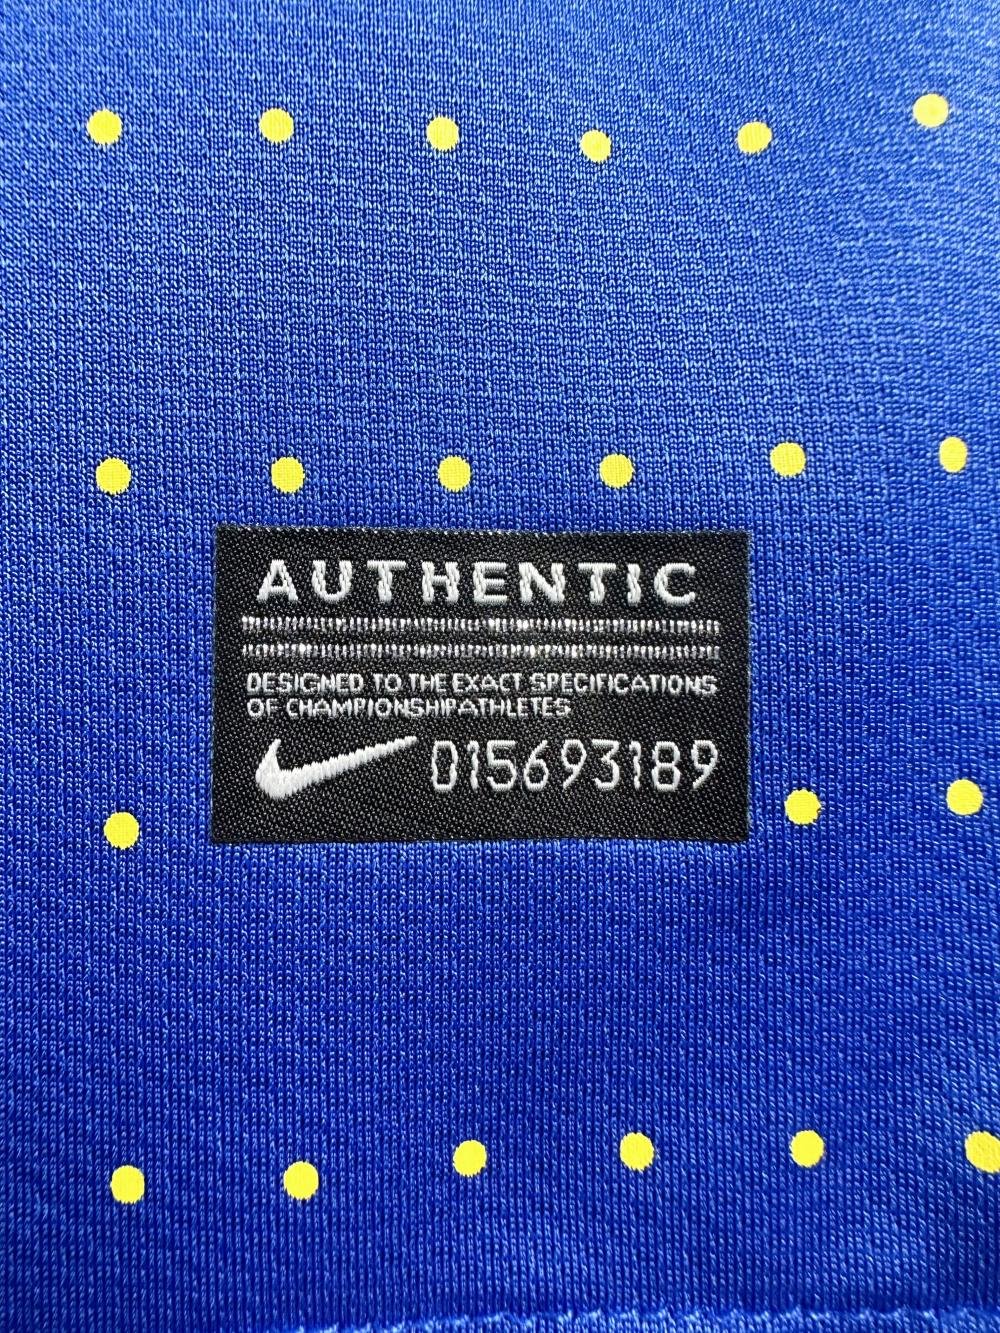 AUTHENTIC
DESIGNED TO THE EXACT SPECIFICATIONS
OF CHAMPIONSHIPATHLETES
015693189